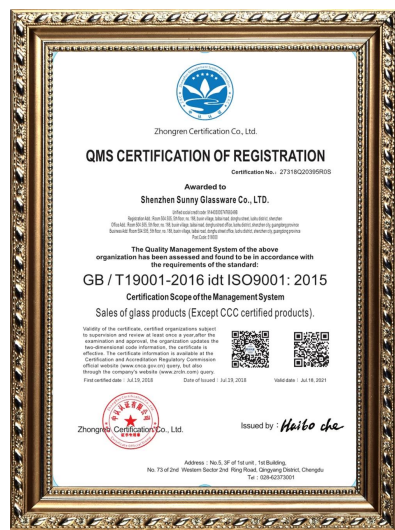 Zhongren Certification Co., Ltd.
QMS CERTIFICATION OF REGISTRATION
Certification No.: 27318Q20395R0S
Awarded to
Shenzhen Sunny Glassware Co., LTD.
The Quality Management System of the above
organization has been assessed and found to be in accordance with
the requirements of the standard:
GB / T19001-2016 idt ISO9001: 2015
Certification Scope of the Management System
Sales of glass products (Except CCC certified products).
Validity of the certificate, certified organizations subject
to supervision and review at least once a year, after the
examination and approval, the organization updates the
two-dimensional code information, the certificate is
effective. The certificate information is available at the
Certification and Accreditation Regulatory Commission
official website (www.cnca.gov.cn) query, but also
through the company's website (www.zrcln.com) query.
First certified date : Jul.19, 2018 Date of Issued : Jul 19, 2018 Valid date : Jul 18, 2021
Zhongren Certification Co., Ltd.
Issued by : Haibo che
Address : No.5, 3F of 1st unit , 1st Building,
No. 73 of 2nd Western Sector 2nd Ring Road, Qingyang District, Chengdu
Tel : 028-62373001